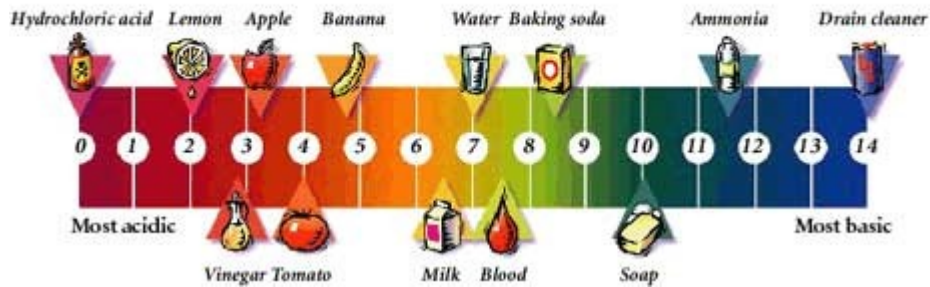 Hydrochloric acid Lemon Apple Banana Water Baking soda Ammonia Drain cleaner
0 1 2 3 4 5 6 7 8 9 10 11 12 13 14
Most acidic Most basic
Vinegar Tomato Milk Blood Soap